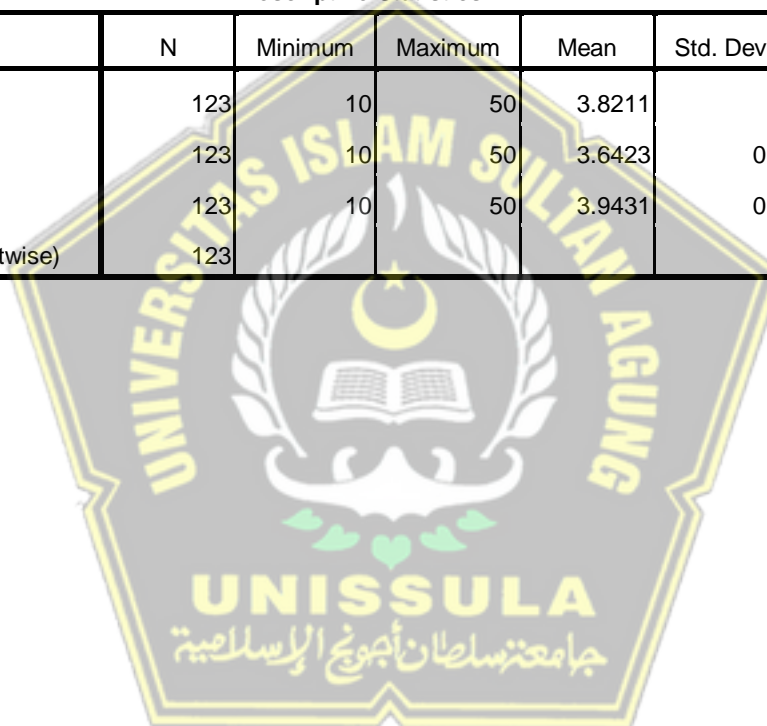 N Minimum Maximum Mean Std. Dev
123 10 50 3.8211
123 10 50 3.6423 0
123 10 50 3.9431 0
twise) 123
UNIVERSITAS ISLAM SULTAN AGUNG
UNISSULA
جامعة سلطان أجونج الإسلامية